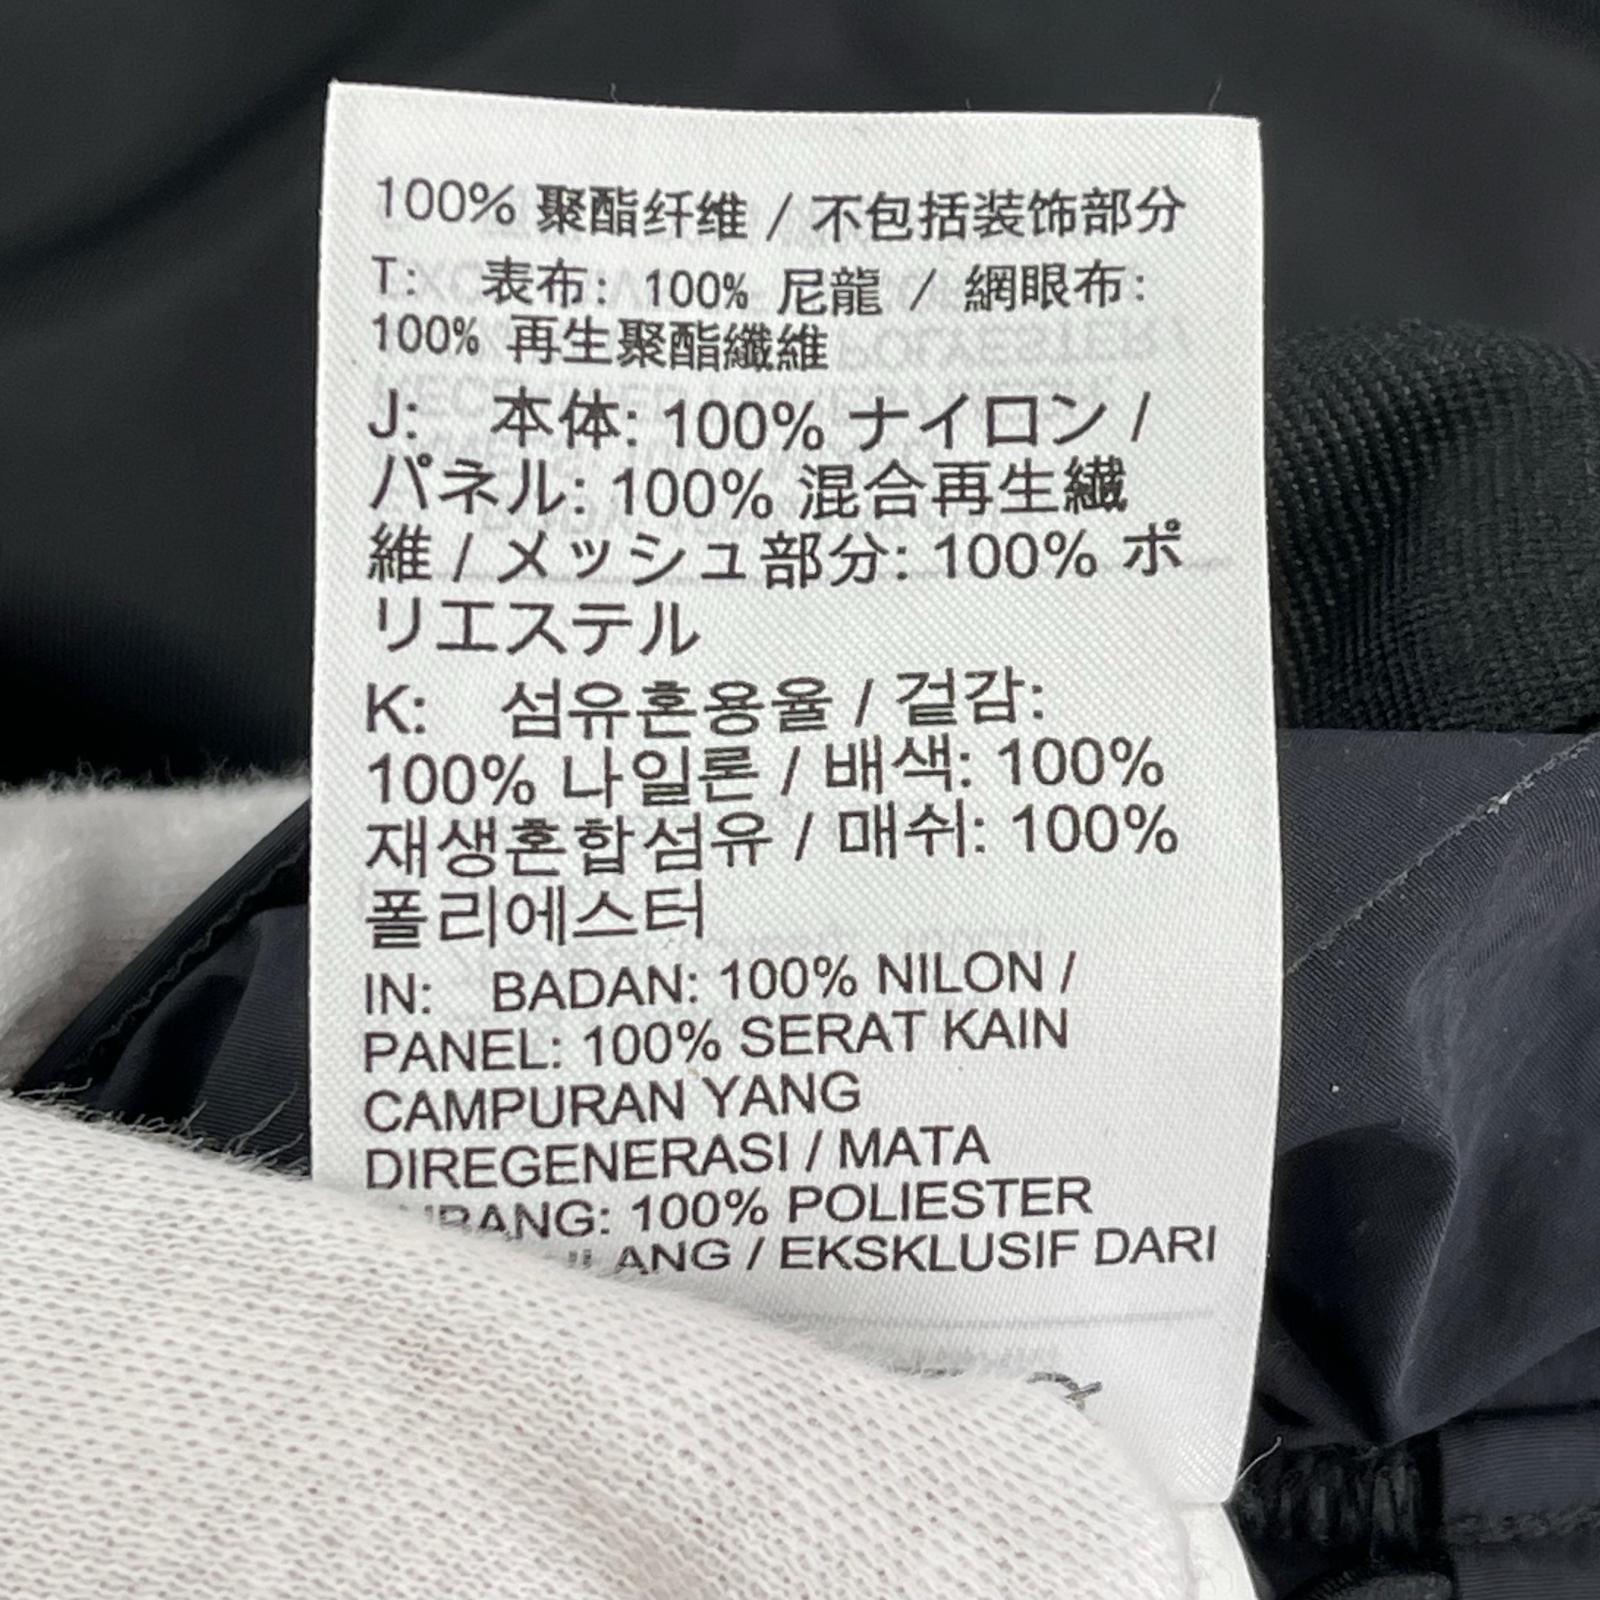 100% 聚酯纤维 / 不包括装饰部分
T: 表布: 100% 尼龍 / 網眼布:
100% 再生聚酯纖維
J: 本体: 100% ナイロン /
パネル: 100% 混合再生繊
維 / メッシュ部分: 100% ポ
リエステル
K: 섬유혼용율 / 겉감:
100% 나일론 / 배색: 100%
재생혼합섬유 / 매쉬: 100%
폴리에스터
IN: BADAN: 100% NILON /
PANEL: 100% SERAT KAIN
CAMPURAN YANG
DIREGENERASI / MATA
100% POLIESTER
/ EKSKLUSIF DARI